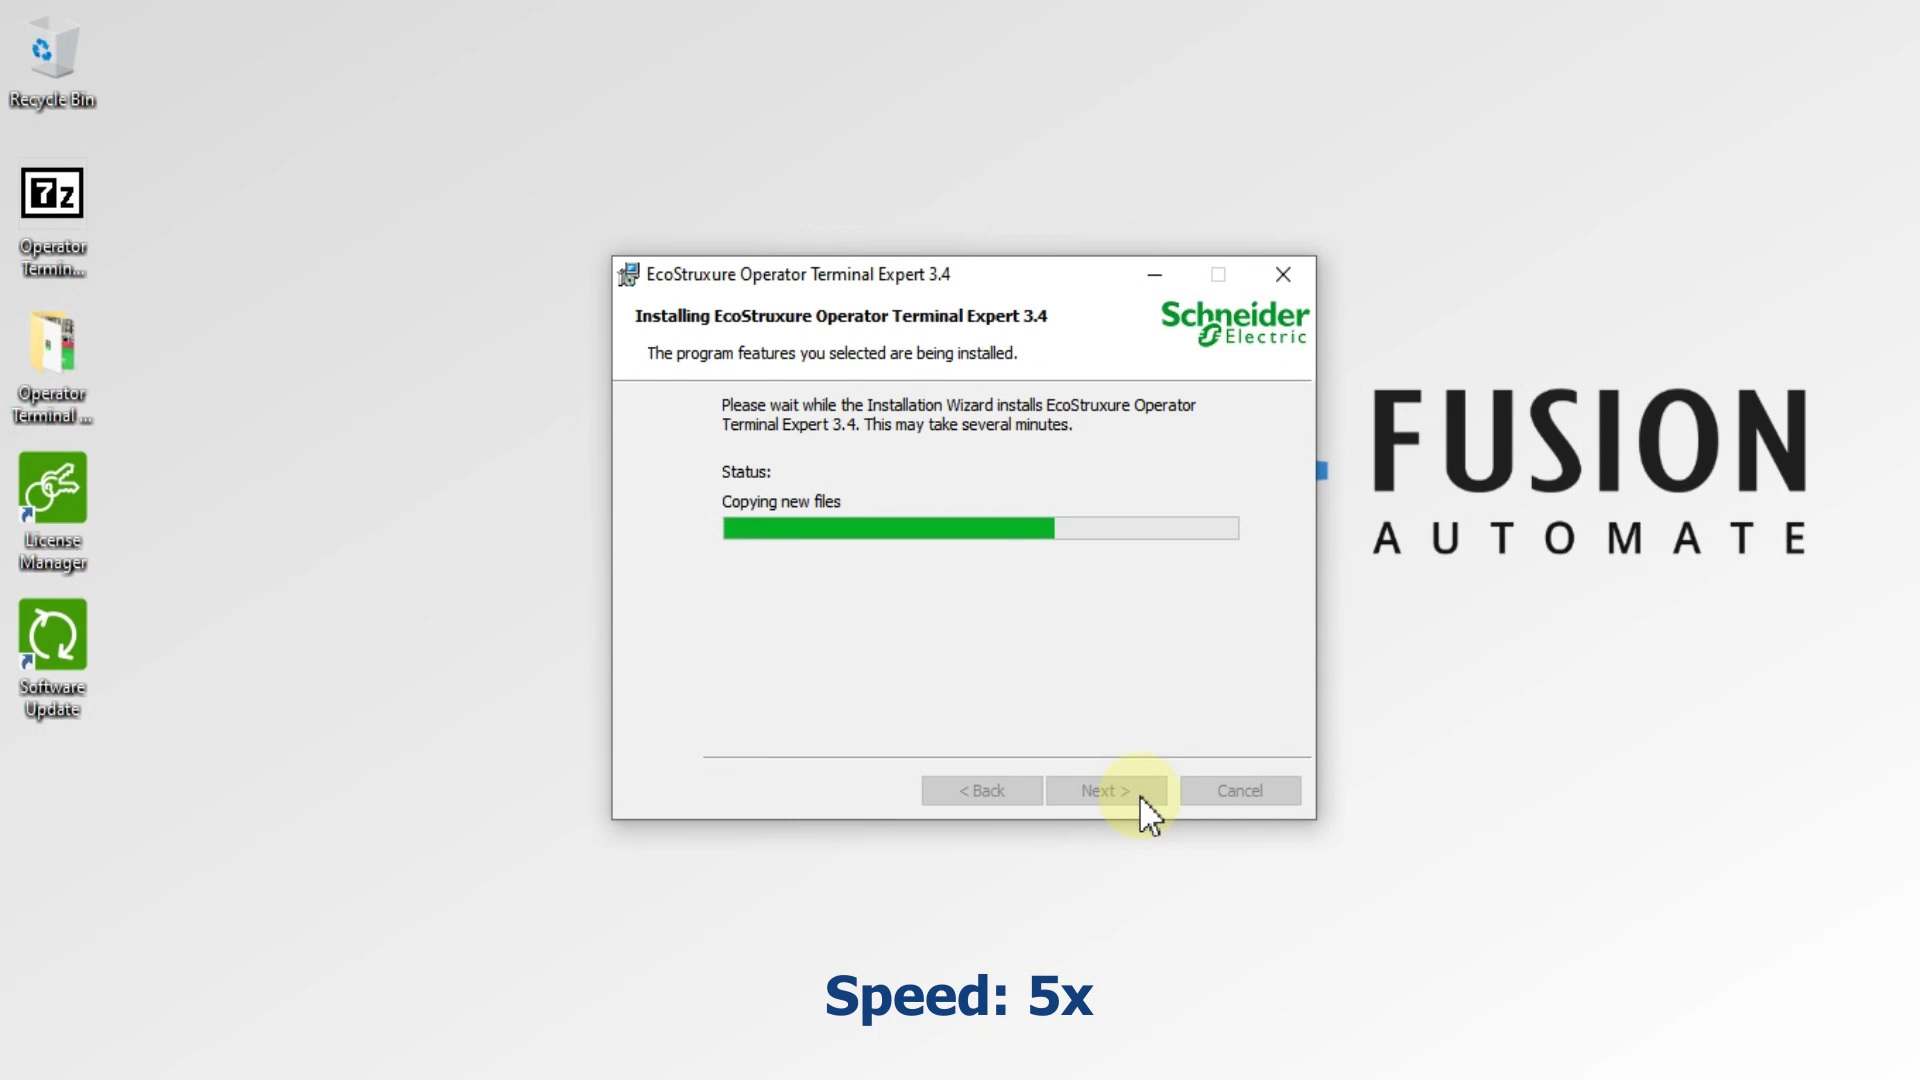 Recycle Bin
7z
Operator
Termin...
Operator
Terminal ...
License
Manager
Software
Update
EcoStruxure Operator Terminal Expert 3.4
Installing EcoStruxure Operator Terminal Expert 3.4
The program features you selected are being installed.
Schneider
Electric
Please wait while the Installation Wizard installs EcoStruxure Operator
Terminal Expert 3.4. This may take several minutes.
Status:
Copying new files
< Back
Next >
Cancel
FUSION
AUTOMATE
Speed: 5x